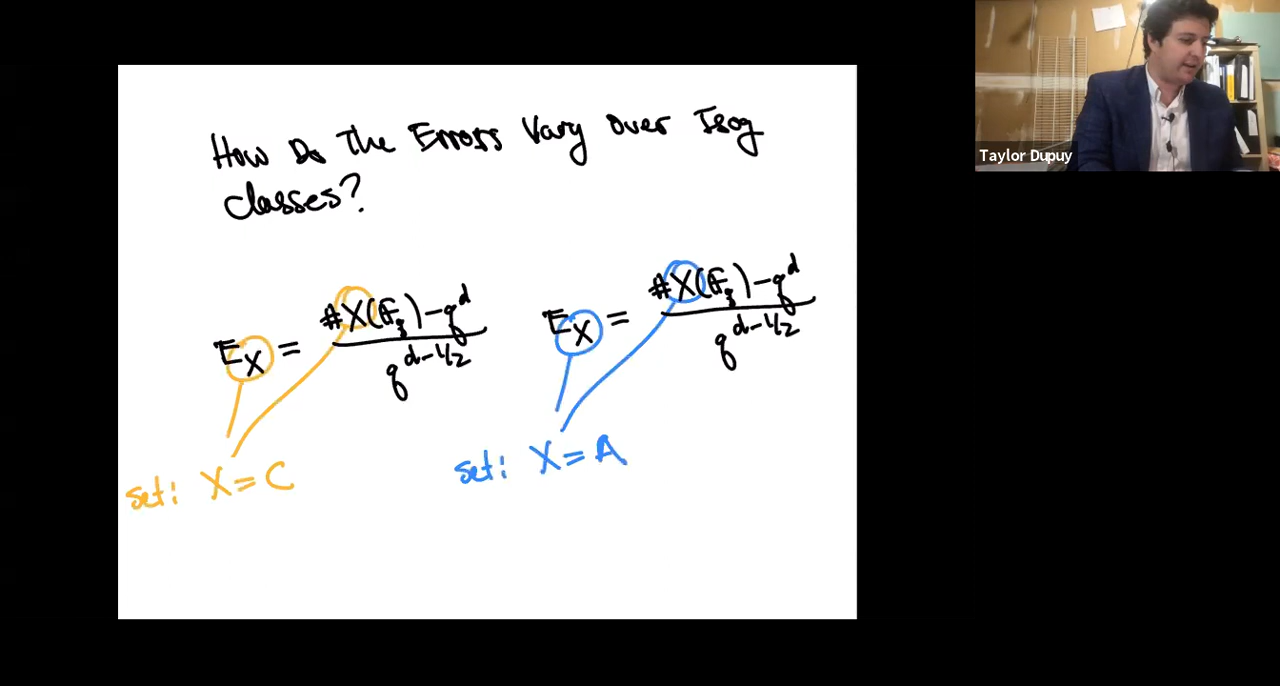 How Do The Errors Vary over Isog
classes?
E_X = (#X(F_q) - q^d) / q^{d-1/2}
E_X = (#X(F_q) - q^d) / q^{d-1/2}
set: X = C
set: X = A
Taylor Dupuy